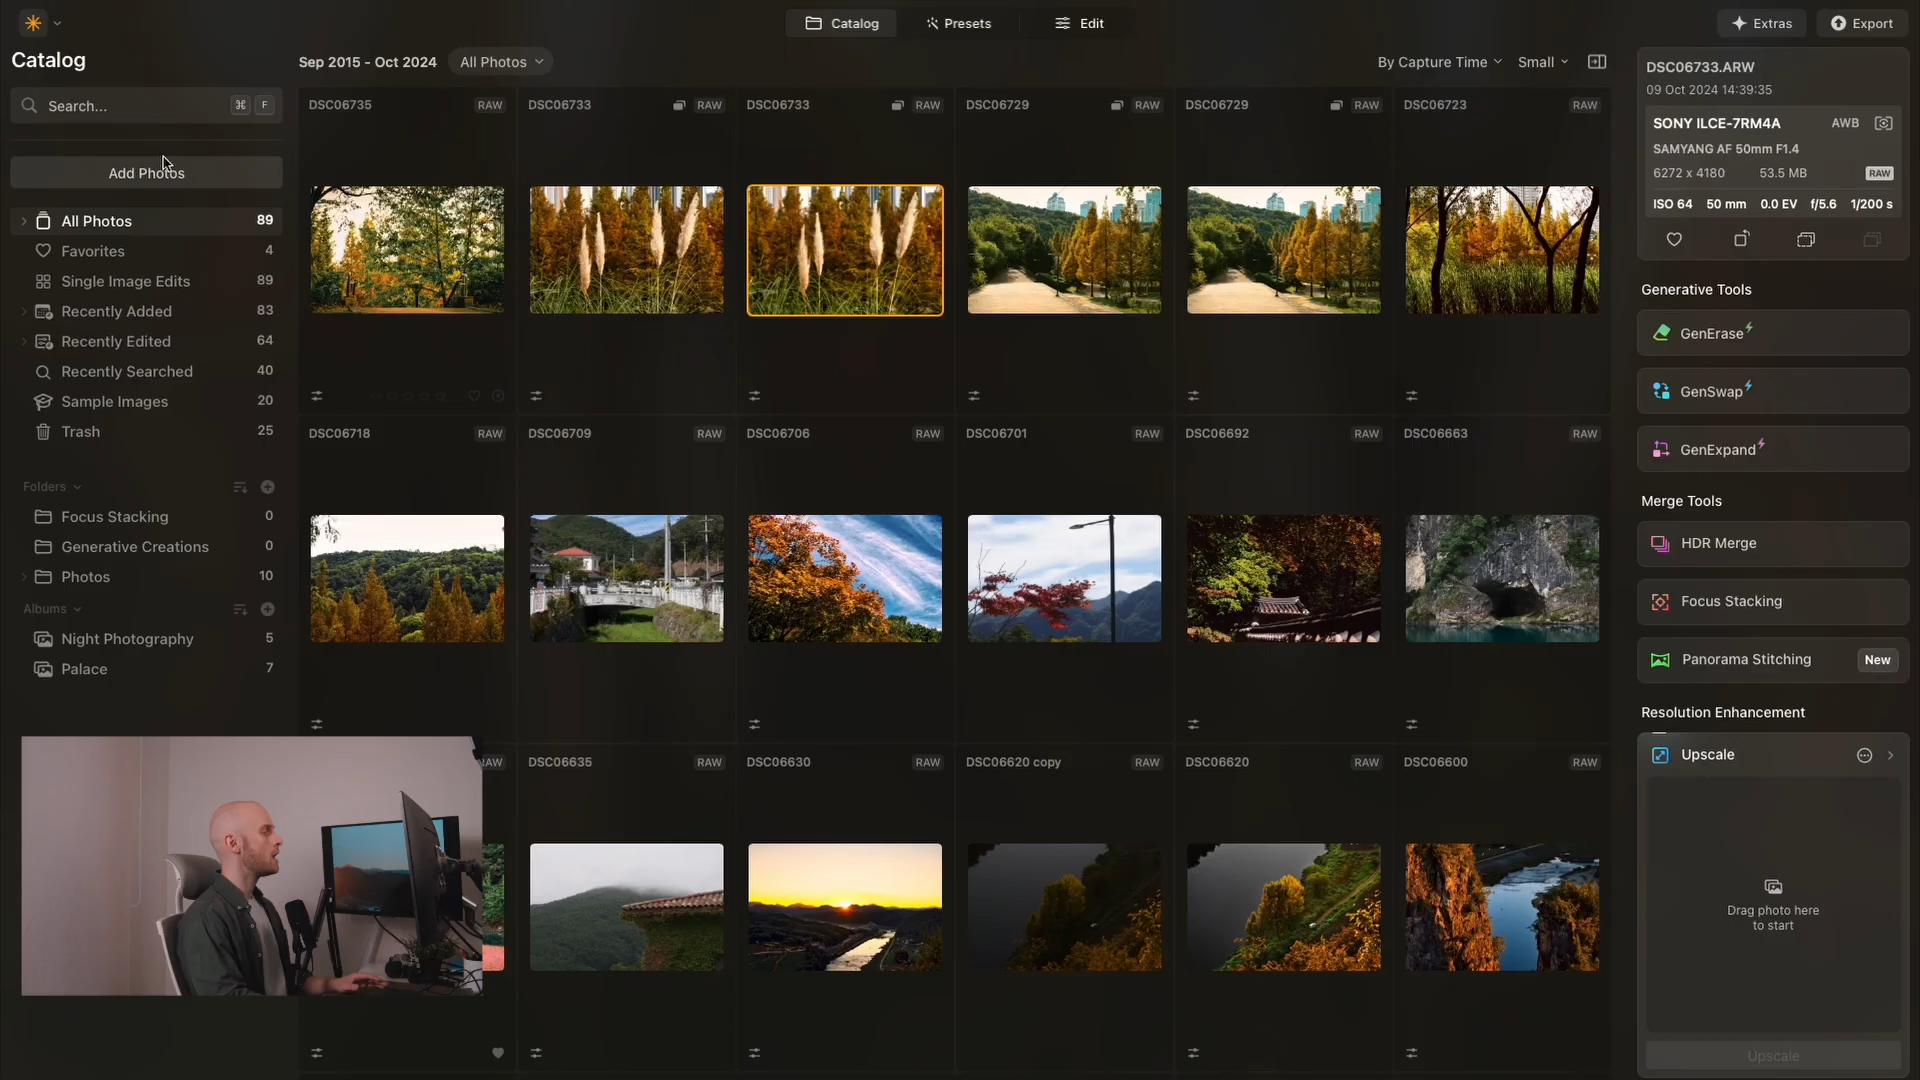 Catalog
Presets
Edit
Extras
Export
Catalog
Search...
⌘
F
Add Photos
All Photos 89
Favorites 4
Single Image Edits 89
Recently Added 83
Recently Edited 64
Recently Searched 40
Sample Images 20
Trash 25
Folders
Focus Stacking 0
Generative Creations 0
Photos 10
Albums
Night Photography 5
Palace 7
Sep 2015 - Oct 2024
All Photos
By Capture Time
Small
DSC06735 RAW
DSC06733 RAW
DSC06733 RAW
DSC06729 RAW
DSC06729 RAW
DSC06723 RAW
DSC06718 RAW
DSC06709 RAW
DSC06706 RAW
DSC06701 RAW
DSC06692 RAW
DSC06663 RAW
RAW
DSC06635 RAW
DSC06630 RAW
DSC06620 copy RAW
DSC06620 RAW
DSC06600 RAW
DSC06733.ARW
09 Oct 2024 14:39:35
SONY ILCE-7RM4A AWB
SAMYANG AF 50mm F1.4
6272 x 4180 53.5 MB RAW
ISO 64 50 mm 0.0 EV f/5.6 1/200 s
Generative Tools
GenErase
GenSwap
GenExpand
Merge Tools
HDR Merge
Focus Stacking
Panorama Stitching New
Resolution Enhancement
Upscale
Drag photo here
to start
Upscale